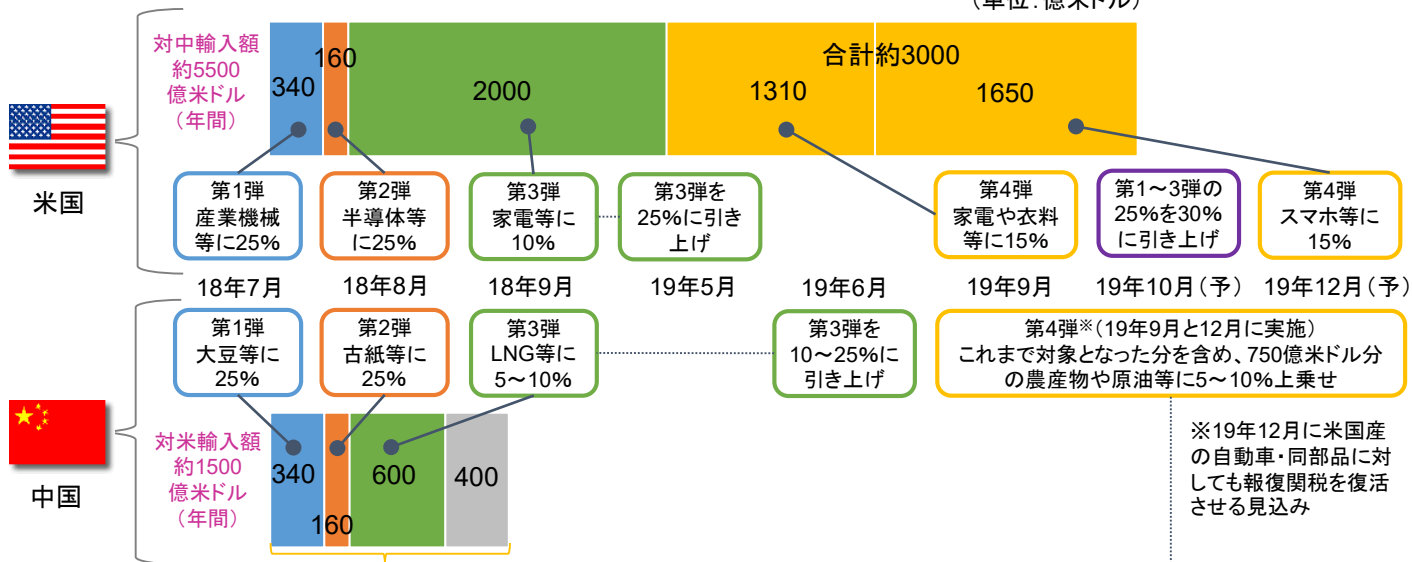 （単位：億米ドル）
対中輸入額
約5500
億米ドル
（年間）
340
160
2000
合計約3000
1310
1650
米国
第1弾
産業機械
等に25%
第2弾
半導体等
に25%
第3弾
家電等に
10%
第3弾を
25%に引き
上げ
第4弾
家電や衣料
等に15%
第1～3弾の
25%を30%
に引き上げ
第4弾
スマホ等に
15%
18年7月
18年8月
18年9月
19年5月
19年6月
19年9月
19年10月（予）
19年12月（予）
第1弾
大豆等に
25%
第2弾
古紙等に
25%
第3弾
LNG等に
5～10%
第3弾を
10～25%に
引き上げ
第4弾※（19年9月と12月に実施）
これまで対象となった分を含め、750億米ドル分
の農産物や原油等に5～10%上乗せ
中国
対米輸入額
約1500
億米ドル
（年間）
340
160
600
400
※19年12月に米国産
の自動車・同部品に対
しても報復関税を復活
させる見込み